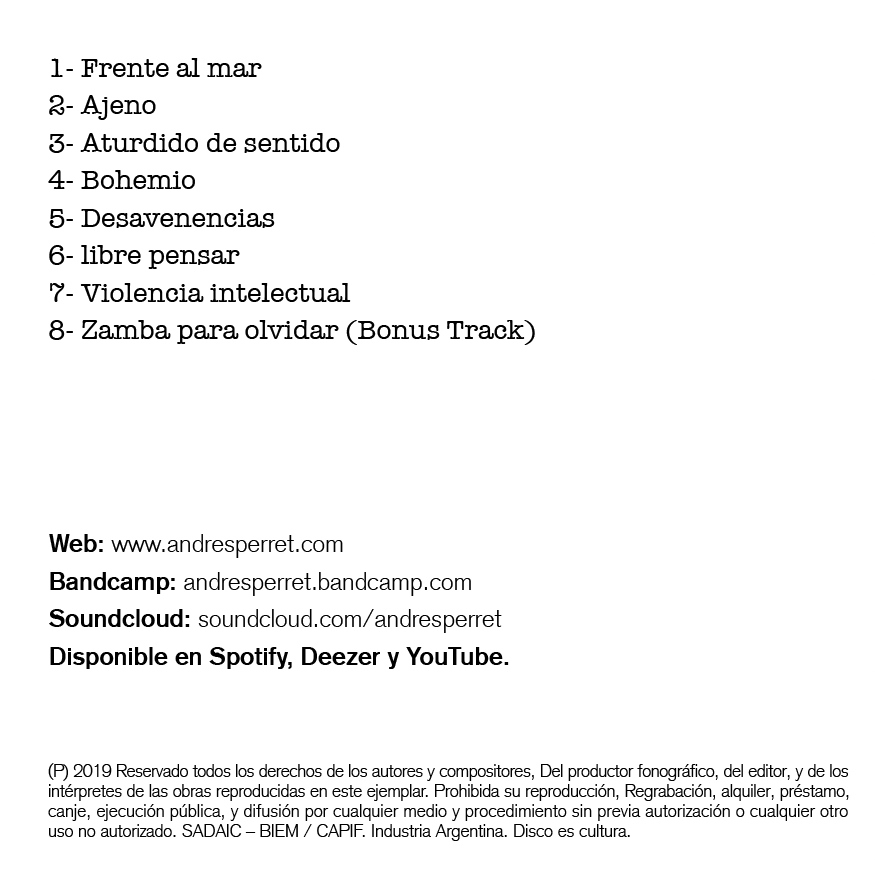 1- Frente al mar
2- Ajeno
3- Aturdido de sentido
4- Bohemio
5- Desavenencias
6- libre pensar
7- Violencia intelectual
8- Zamba para olvidar (Bonus Track)
Web: www.andresperret.com
Bandcamp: andresperret.bandcamp.com
Soundcloud: soundcloud.com/andresperret
Disponible en Spotify, Deezer y YouTube.
(P) 2019 Reservado todos los derechos de los autores y compositores, Del productor fonográfico, del editor, y de los
intérpretes de las obras reproducidas en este ejemplar. Prohibida su reproducción, Regrabación, alquiler, préstamo,
canje, ejecución pública, y difusión por cualquier medio y procedimiento sin previa autorización o cualquier otro
uso no autorizado. SADAIC – BIEM / CAPIF. Industria Argentina. Disco es cultura.